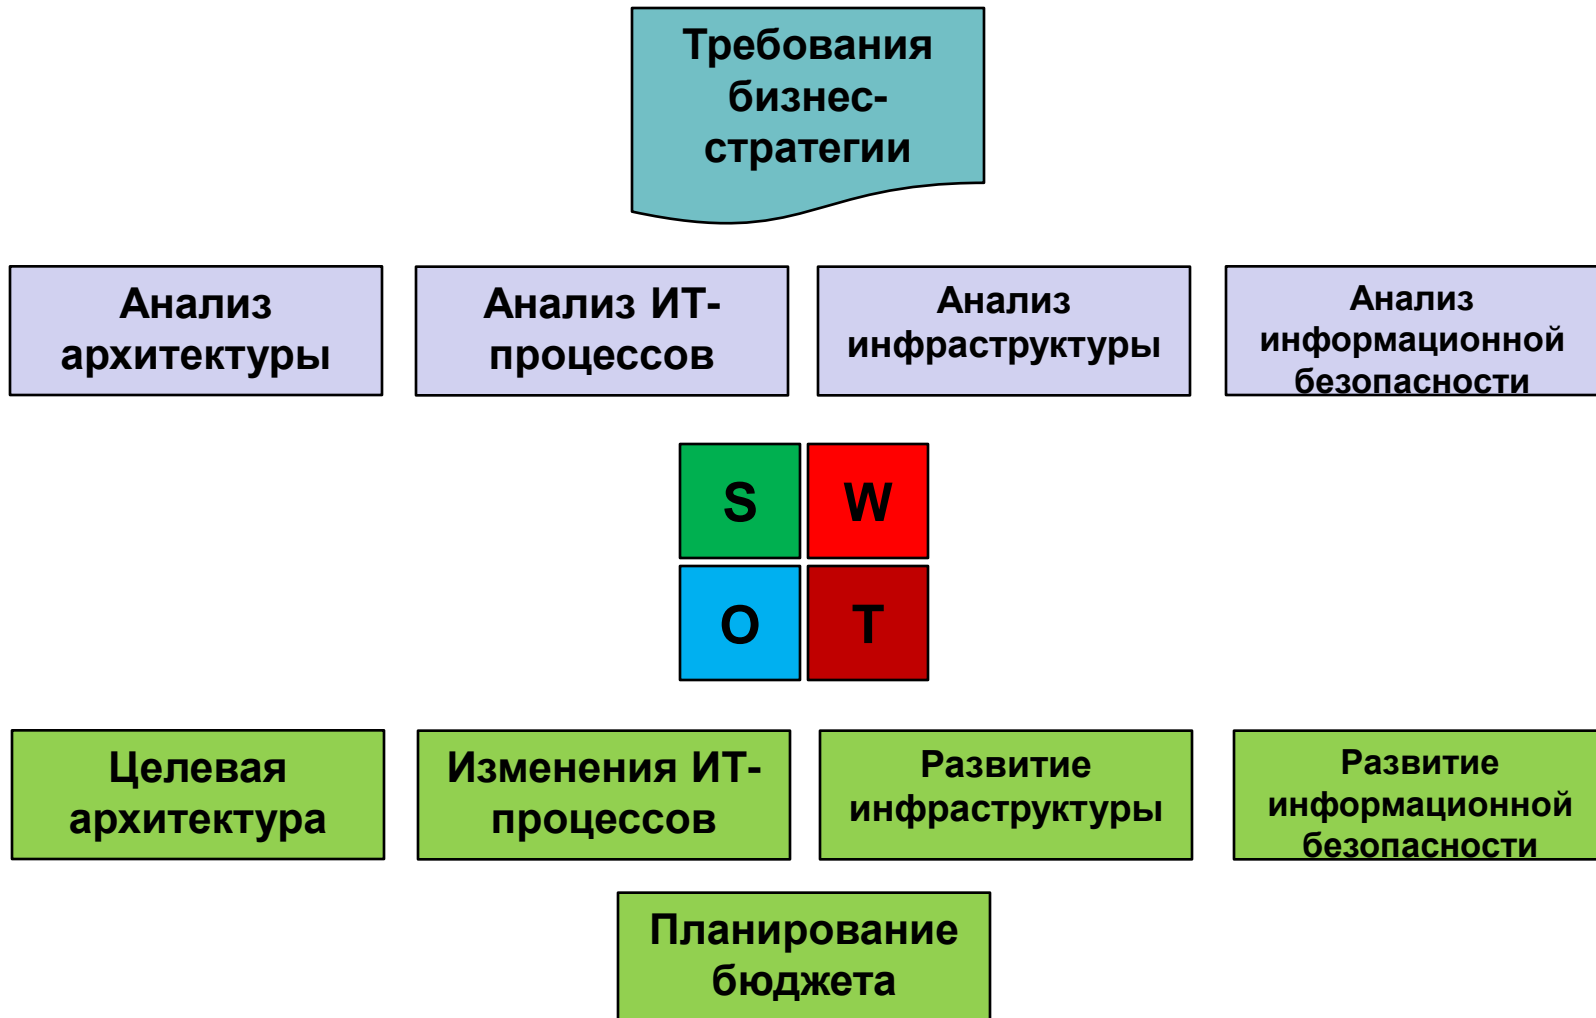 Требования
бизнес-
стратегии
Анализ
архитектуры
Анализ ИТ-
процессов
Анализ
инфраструктуры
Анализ
информационной
безопасности
S
W
O
T
Целевая
архитектура
Изменения ИТ-
процессов
Развитие
инфраструктуры
Развитие
информационной
безопасности
Планирование
бюджета